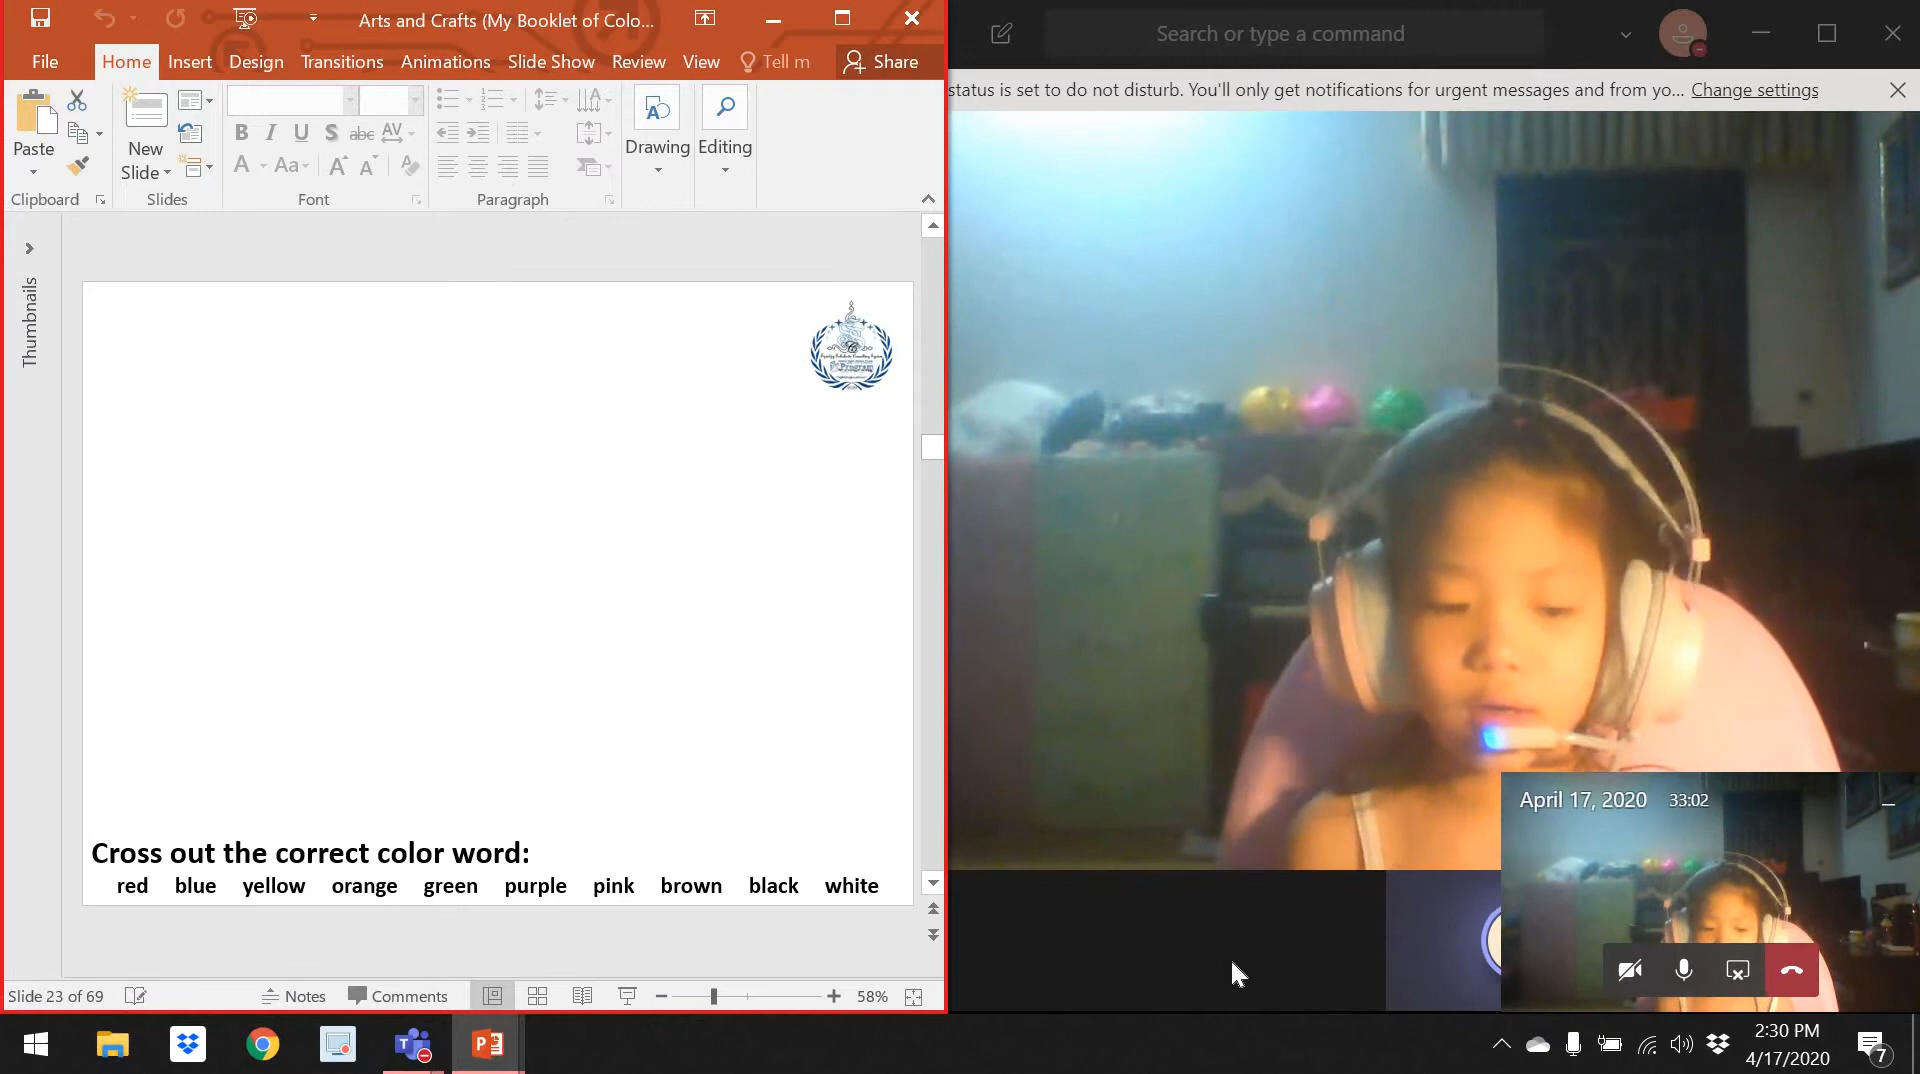 Arts and Crafts (My Booklet of Colo...
File Home Insert Design Transitions Animations Slide Show Review View Tell m Share
Paste
New
Slide
Drawing
Editing
Clipboard
Slides
Font
Paragraph
Thumbnails
Program
Cross out the correct color word:
red blue yellow orange green purple pink brown black white
Slide 23 of 69
Notes
Comments
58%
Search or type a command
status is set to do not disturb. You'll only get notifications for urgent messages and from yo... Change settings
April 17, 2020 33:02
2:30 PM
4/17/2020
7